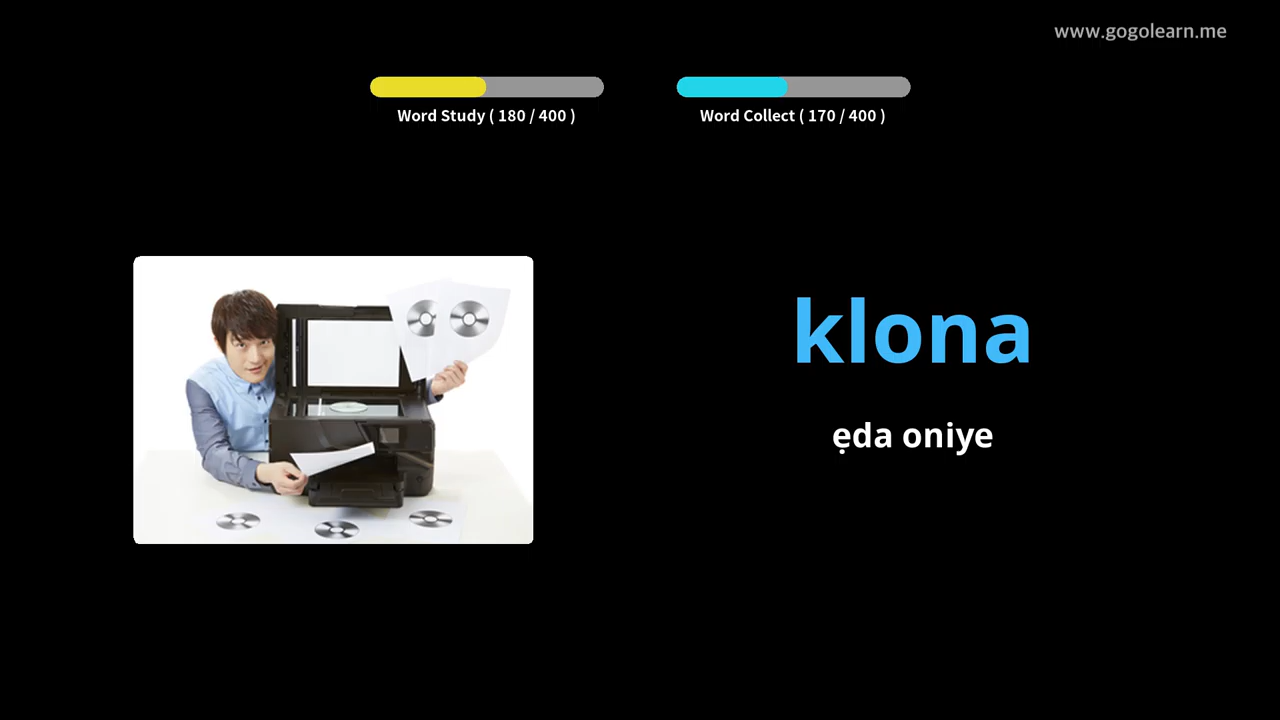 www.gogolearn.me
Word Study ( 180 / 400 )
Word Collect ( 170 / 400 )
klona
ẹda oniye